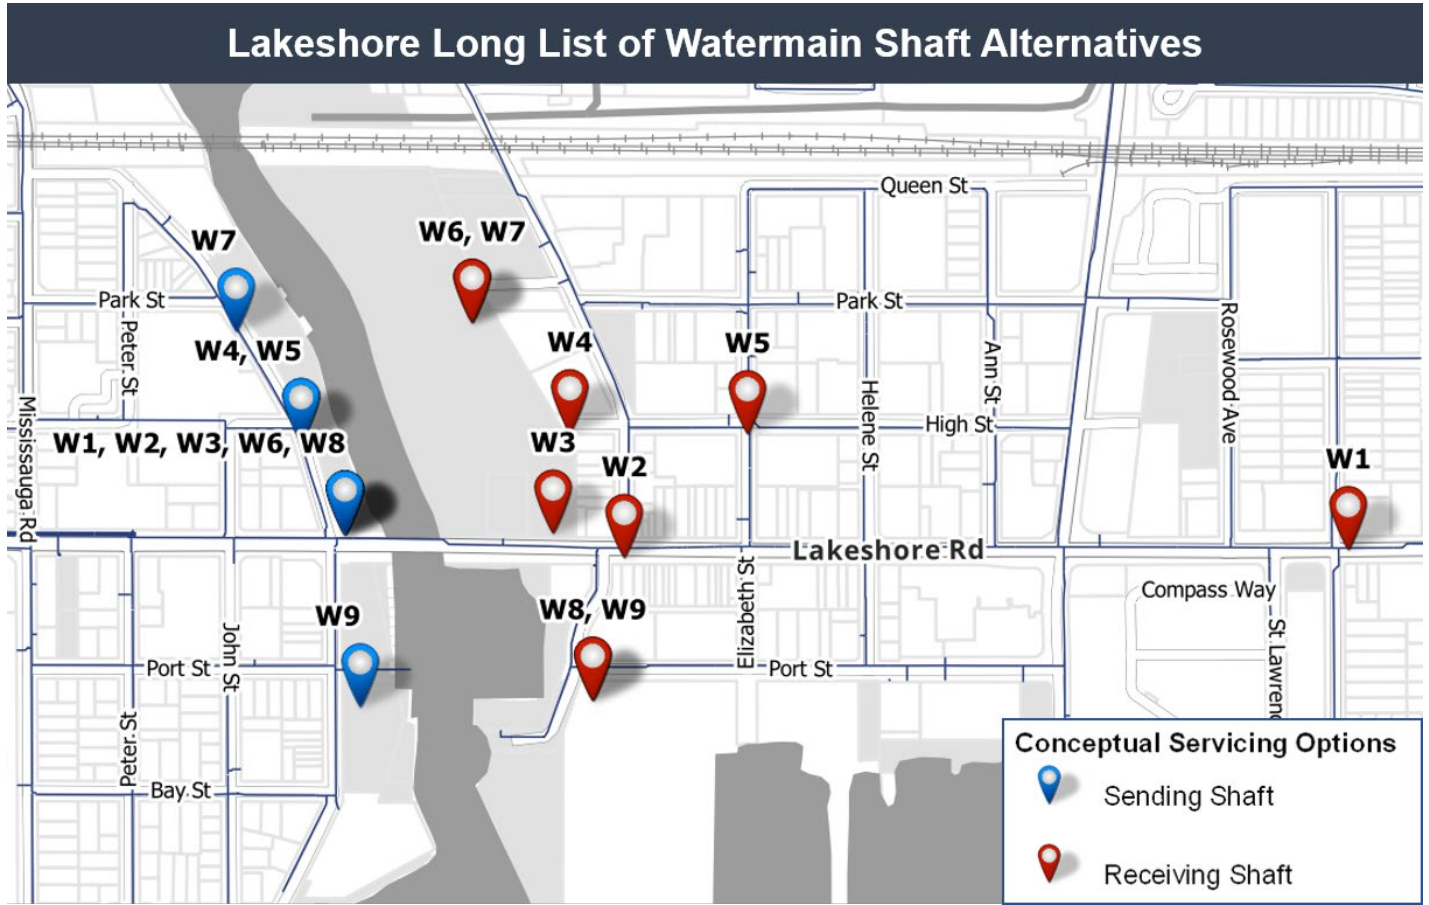 Lakeshore Long List of Watermain Shaft Alternatives
Queen St
W7
W6, W7
Park St
Park St
Peter St
W4, W5
W4
W5
Rosewood Ave
Ann St
Helene St
Mississauga Rd
High St
W1, W2, W3, W6, W8
W3
W2
W1
Lakeshore Rd
Elizabeth St
Compass Way
W9
W8, W9
John St
St Lawrenc
Port St
Port St
Peter St
Bay St
Conceptual Servicing Options
Sending Shaft
Receiving Shaft